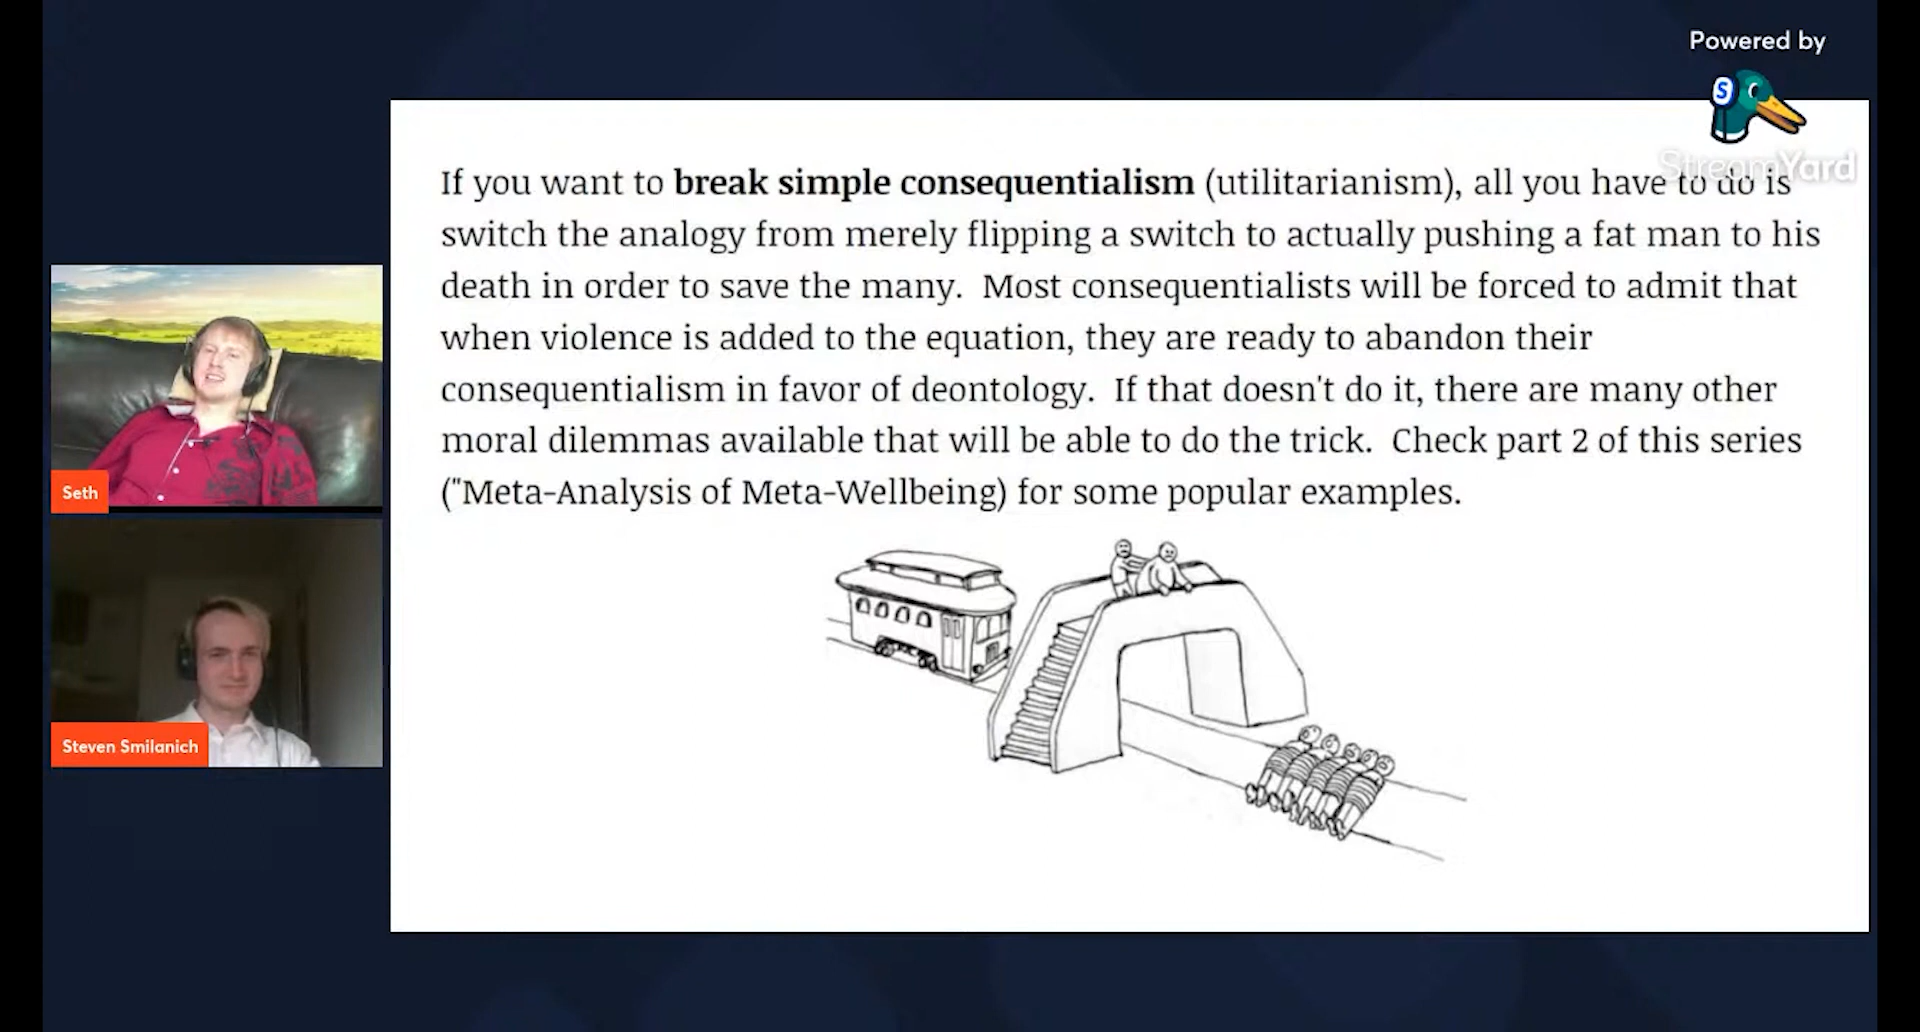 Powered by
S
StreamYard
If you want to break simple consequentialism (utilitarianism), all you have to do is
switch the analogy from merely flipping a switch to actually pushing a fat man to his
death in order to save the many.  Most consequentialists will be forced to admit that
when violence is added to the equation, they are ready to abandon their
consequentialism in favor of deontology.  If that doesn't do it, there are many other
moral dilemmas available that will be able to do the trick.  Check part 2 of this series
("Meta-Analysis of Meta-Wellbeing) for some popular examples.
Seth
Steven Smilanich